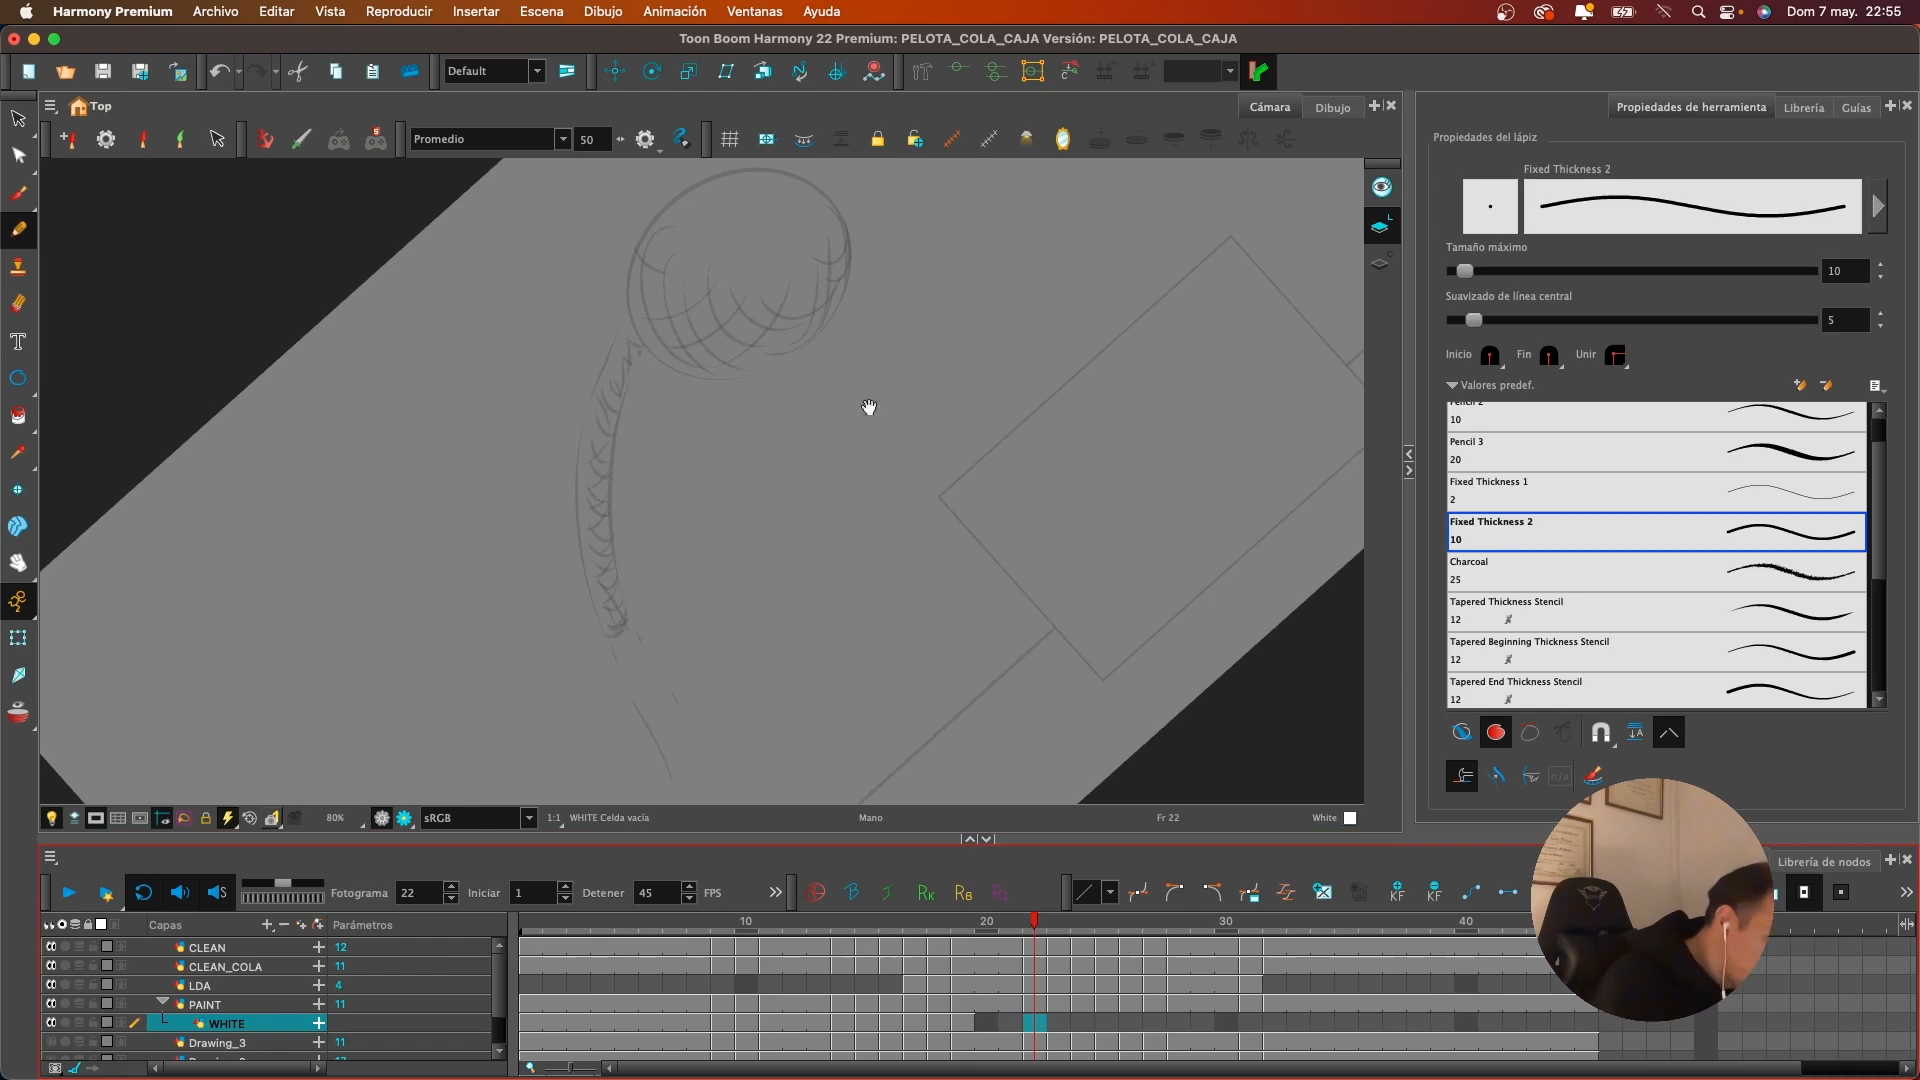 Harmony Premium Archivo Editar Vista Reproducir Insertar Escena Dibujo Animación Ventanas Ayuda Dom 7 may. 22:55
Toon Boom Harmony 22 Premium: PELOTA_COLA_CAJA Versión: PELOTA_COLA_CAJA
Default
Top
Cámara Dibujo
Propiedades de herramienta Librería Guías
Promedio 50
Propiedades del lápiz
Fixed Thickness 2
Tamaño máximo
10
Suavizado de línea central
5
Inicio Fin Unir
Valores predef.
10
Pencil 3
20
Fixed Thickness 1
2
Fixed Thickness 2
10
Charcoal
25
Tapered Thickness Stencil
12
Tapered Beginning Thickness Stencil
12
Tapered End Thickness Stencil
12
n/a
80% sRGB 1:1 WHITE Celda vacía Mano Fr 22 White
Librería de nodos
Fotograma 22 Iniciar 1 Detener 45 FPS
Capas Parámetros
10 20 30 40
CLEAN 12
CLEAN_COLA 11
LDA 4
PAINT 11
WHITE
Drawing_3 11